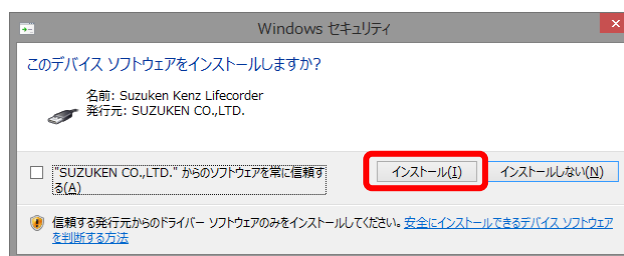 Windows セキュリティ
このデバイス ソフトウェアをインストールしますか?
名前: Suzuken Kenz Lifecorder
発行元: SUZUKEN CO.,LTD.
"SUZUKEN CO.,LTD." からのソフトウェアを常に信頼す
る(A)
インストール(I)
インストールしない(N)
信頼する発行元からのドライバー ソフトウェアのみをインストールしてください。安全にインストールできるデバイス ソフトウェア
を判断する方法